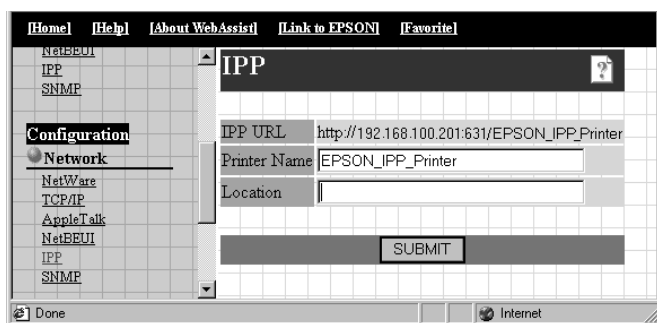 [Home] [Help] [About WebAssist] [Link to EPSON] [Favorite]
NetBEUI
IPP
SNMP
Configuration
Network
NetWare
TCP/IP
AppleTalk
NetBEUI
IPP
SNMP
IPP
?
IPP URL http://192.168.100.201:631/EPSON_IPP_Printer
Printer Name EPSON_IPP_Printer
Location
SUBMIT
Done Internet